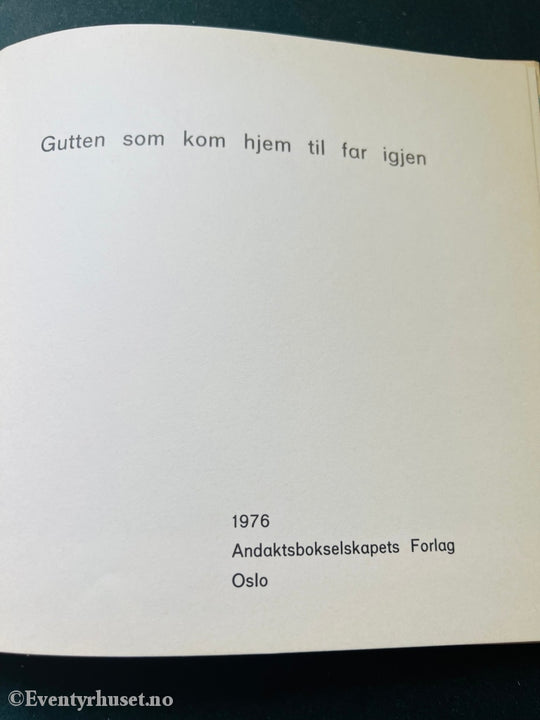 Gutten som kom hjem til far igjen
1976
Andaktsbokselskapets Forlag
Oslo
©Eventyrhuset.no